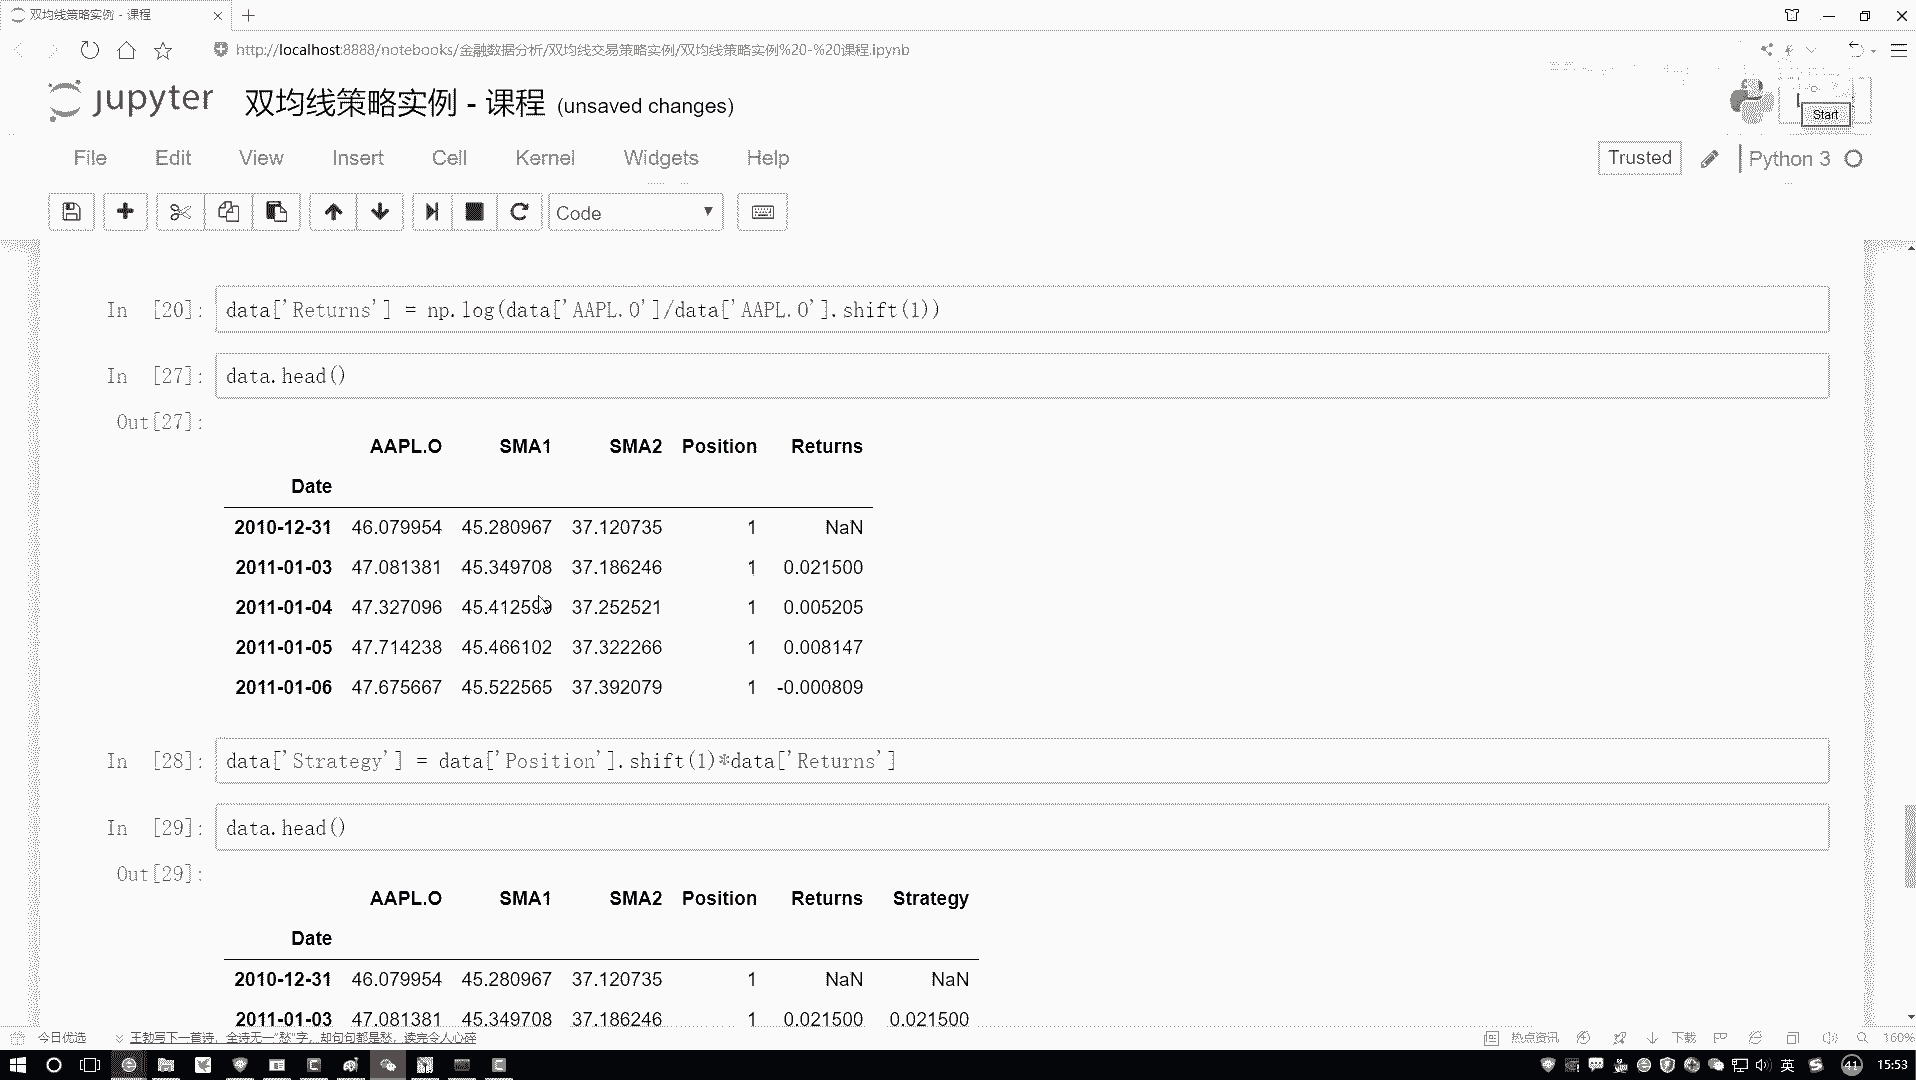 双均线策略实例 - 课程
http://localhost:8888/notebooks/金融数据分析/双均线交易策略实例/双均线策略实例%20-%20课程.ipynb
jupyter 双均线策略实例 - 课程 (unsaved changes)
Start
File Edit View Insert Cell Kernel Widgets Help
Trusted Python 3
Code
In [20]: data['Returns'] = np.log(data['AAPL.O']/data['AAPL.O'].shift(1))
In [27]: data.head()
Out[27]:
AAPL.O SMA1 SMA2 Position Returns
Date
2010-12-31 46.079954 45.280967 37.120735 1 NaN
2011-01-03 47.081381 45.349708 37.186246 1 0.021500
2011-01-04 47.327096 45.412599 37.252521 1 0.005205
2011-01-05 47.714238 45.466102 37.322266 1 0.008147
2011-01-06 47.675667 45.522565 37.392079 1 -0.000809
In [28]: data['Strategy'] = data['Position'].shift(1)*data['Returns']
In [29]: data.head()
Out[29]:
AAPL.O SMA1 SMA2 Position Returns Strategy
Date
2010-12-31 46.079954 45.280967 37.120735 1 NaN NaN
2011-01-03 47.081381 45.349708 37.186246 1 0.021500 0.021500
今日优选 王勃写下一首诗，全诗无一“愁”字，却句句都是愁，读完令人心碎
热点资讯 下载 160%
英 41 15:53